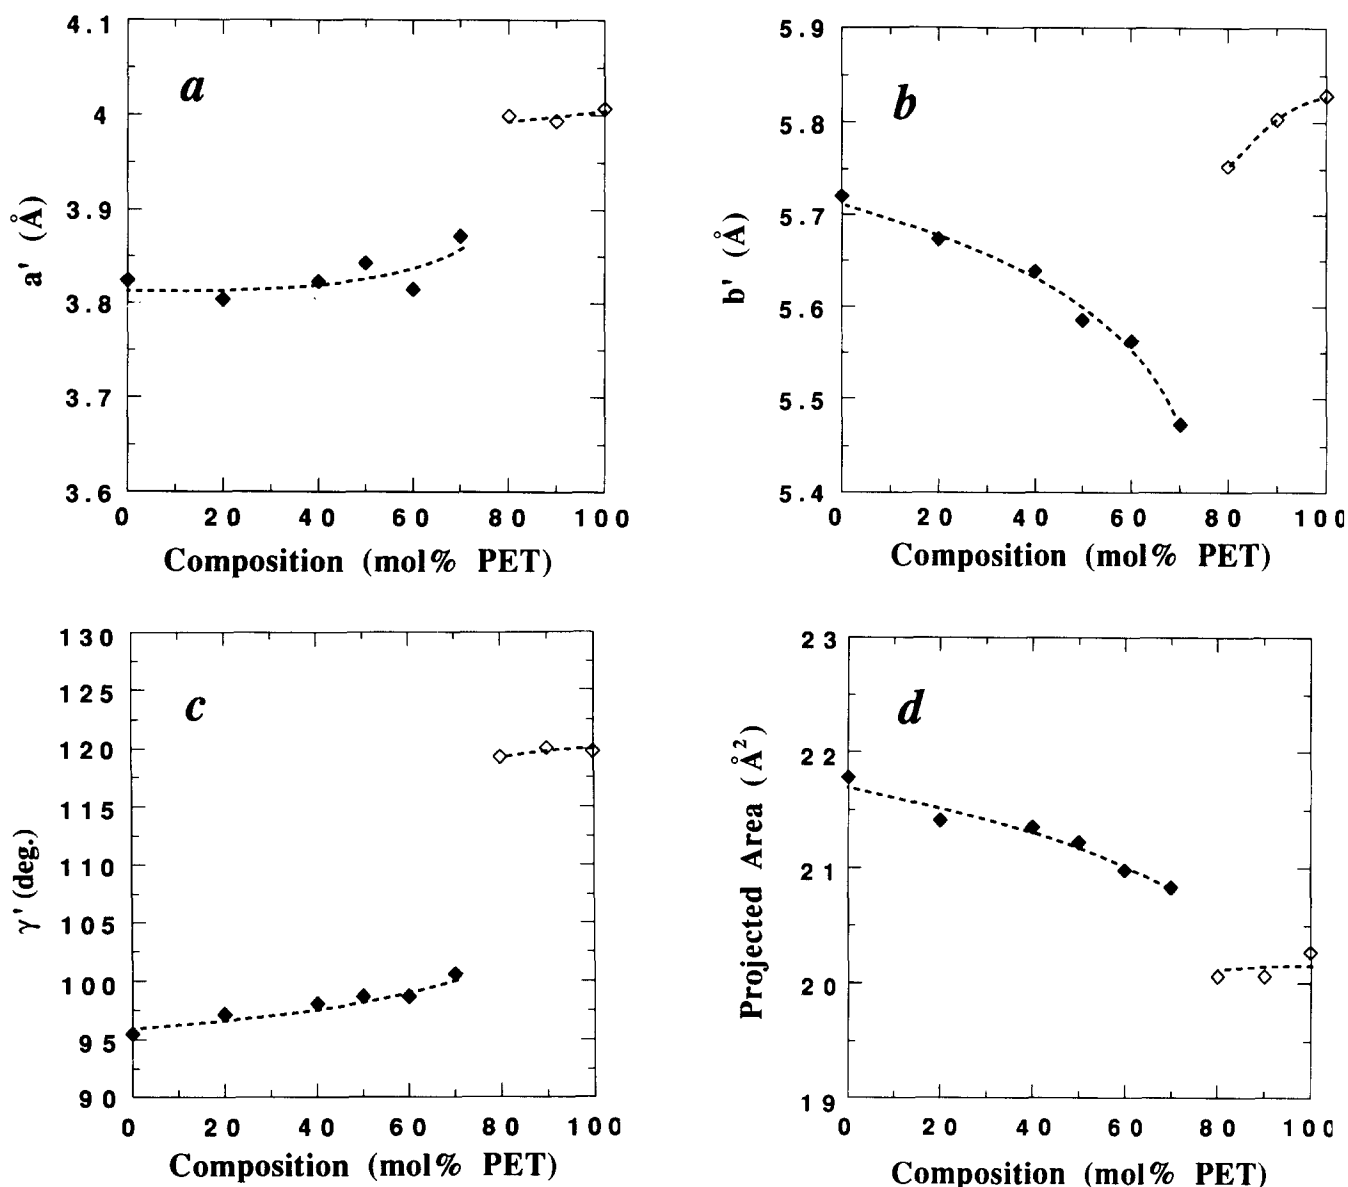 4.1
4
3.9
3.8
3.7
3.6
a' (Å)
a
0 20 40 60 80 100
Composition (mol% PET)
5.9
5.8
5.7
5.6
5.5
5.4
b' (Å)
b
0 20 40 60 80 100
Composition (mol% PET)
130
125
120
115
110
105
100
95
90
γ' (deg.)
c
0 20 40 60 80 100
Composition (mol% PET)
23
22
21
20
19
Projected Area (Å²)
d
0 20 40 60 80 100
Composition (mol% PET)